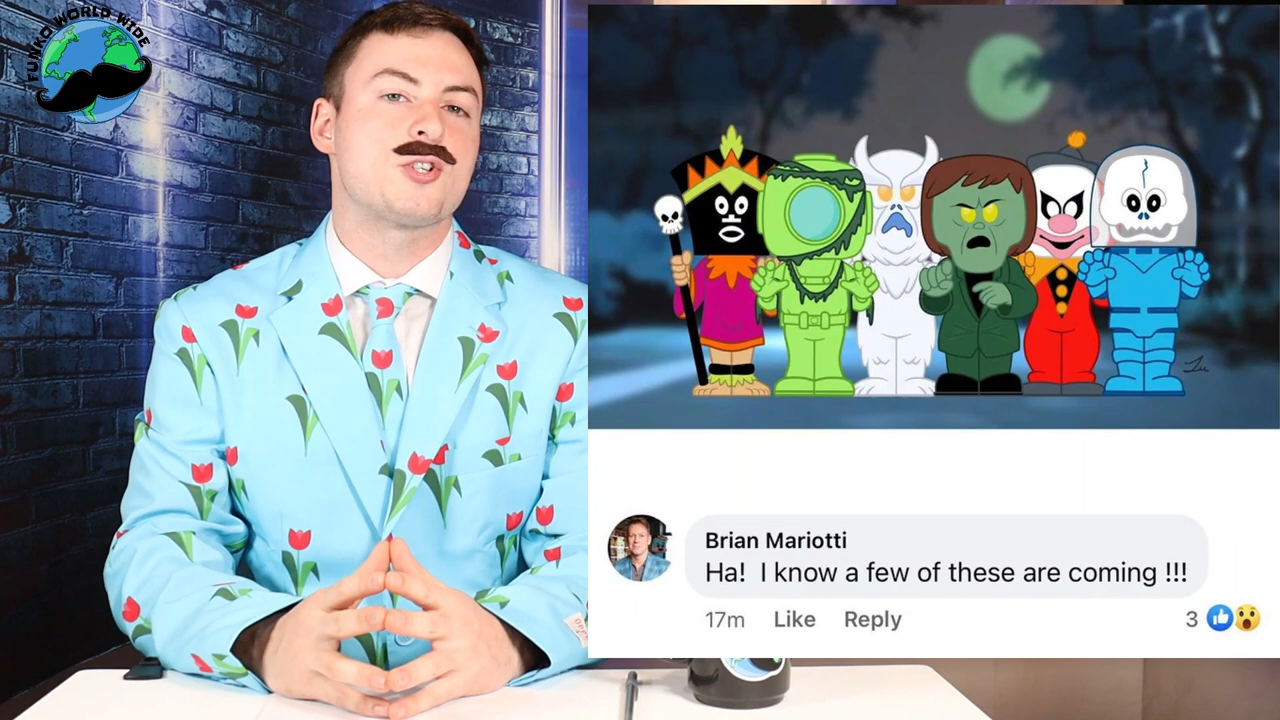 FUNKO WORLD WIDE
Brian Mariotti
Ha! I know a few of these are coming !!!
17m Like Reply 3